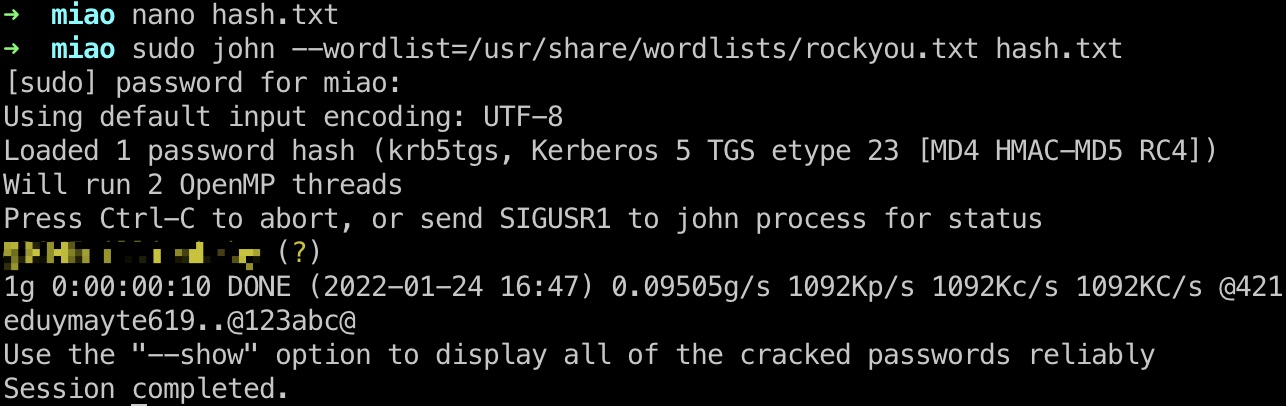 ➜  miao nano hash.txt
➜  miao sudo john --wordlist=/usr/share/wordlists/rockyou.txt hash.txt
[sudo] password for miao:
Using default input encoding: UTF-8
Loaded 1 password hash (krb5tgs, Kerberos 5 TGS etype 23 [MD4 HMAC-MD5 RC4])
Will run 2 OpenMP threads
Press Ctrl-C to abort, or send SIGUSR1 to john process for status
(?)
1g 0:00:00:10 DONE (2022-01-24 16:47) 0.09505g/s 1092Kp/s 1092Kc/s 1092KC/s @421
eduymayte619..@123abc@
Use the "--show" option to display all of the cracked passwords reliably
Session completed.